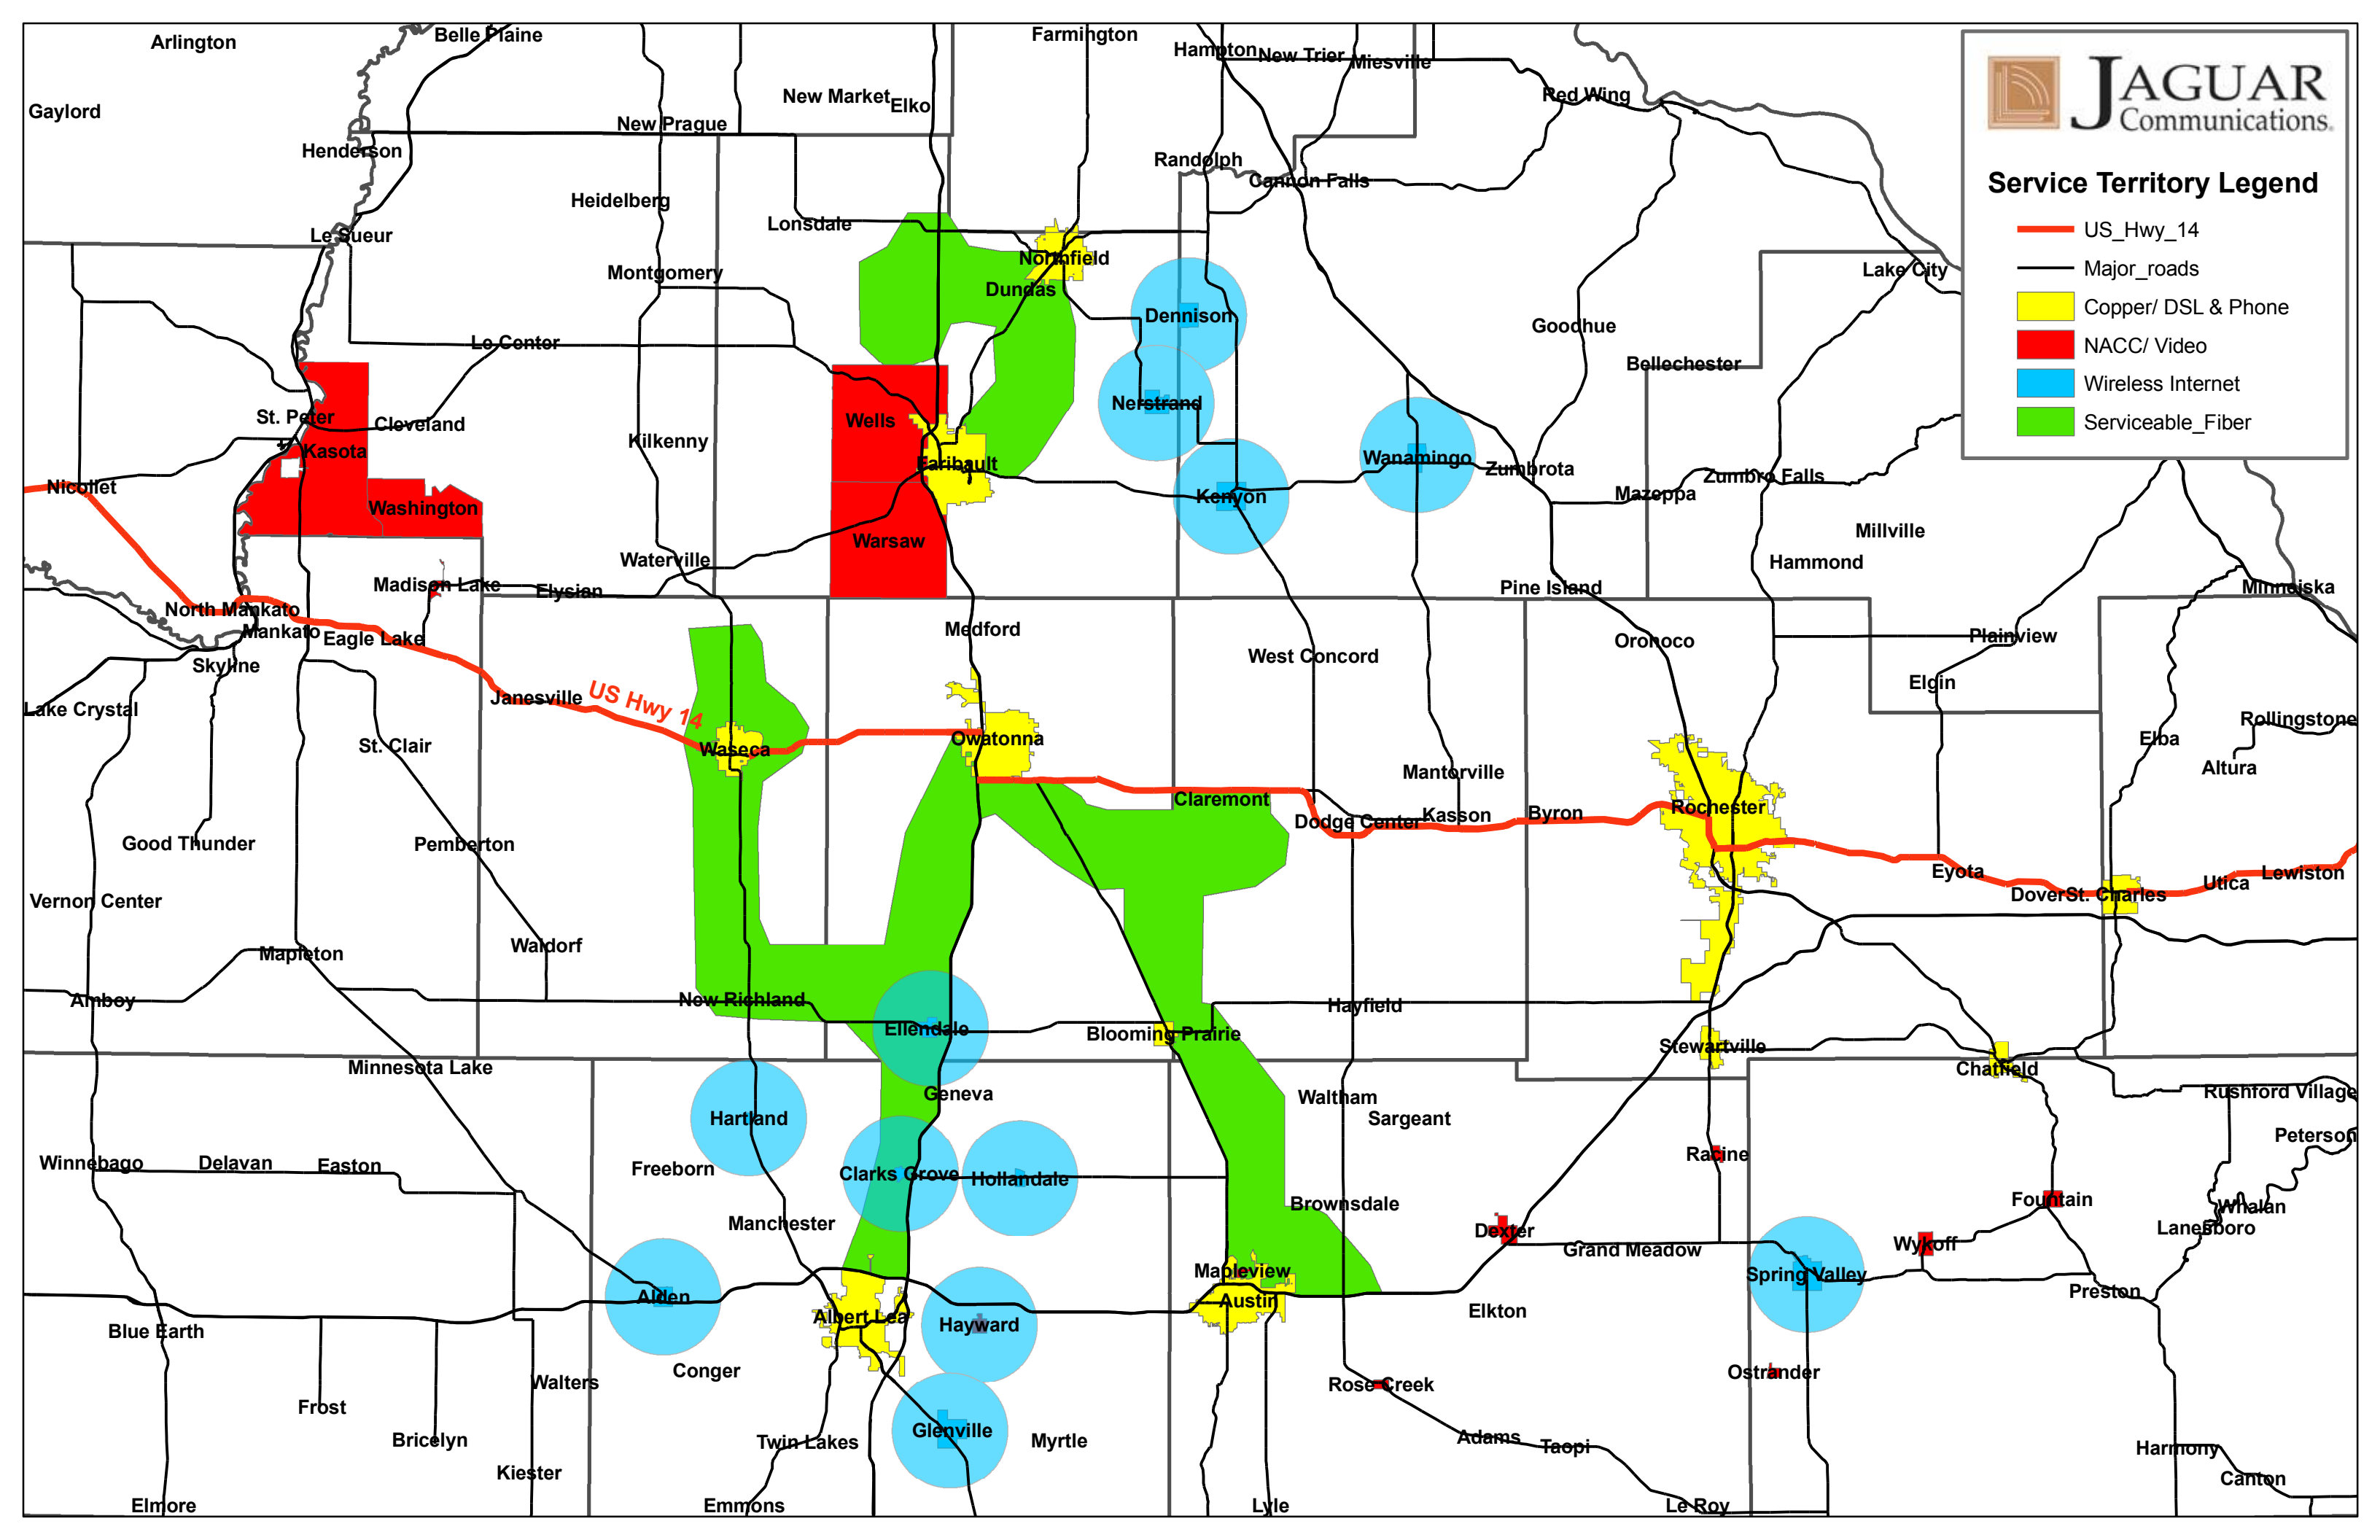 Arlington
Belle Plaine
Farmington
Hampton
New Trier
Miesville
JAGUAR
Communications.
Gaylord
New Market
Elko
Red Wing
New Prague
Henderson
Randolph
Cannon Falls
Service Territory Legend
US_Hwy_14
Major_roads
Copper/ DSL & Phone
NACC/ Video
Wireless Internet
Serviceable_Fiber
Heidelberg
Lonsdale
Le Sueur
Northfield
Montgomery
Dundas
Lake City
Dennison
Goodhue
Le Center
Bellechester
Nerstrand
St. Peter
Cleveland
Wells
Kilkenny
Kasota
Faribault
Wanamingo
Zumbrota
Zumbro Falls
Nicollet
Kenyon
Mazeppa
Washington
Warsaw
Millville
Waterville
Hammond
Madison Lake
Elysian
Pine Island
Minneiska
North Mankato
Mankato
Eagle Lake
Medford
Plainview
Skyline
West Concord
Oronoco
Elgin
Janesville
US Hwy 14
Lake Crystal
Rollingstone
St. Clair
Waseca
Owatonna
Elba
Altura
Mantorville
Claremont
Rochester
Dodge Center
Kasson
Byron
Good Thunder
Pemberton
Eyota
Lewiston
Utica
Dover
St. Charles
Vernon Center
Waldorf
Mapleton
Amboy
New Richland
Hayfield
Ellendale
Blooming Prairie
Stewartville
Minnesota Lake
Chatfield
Geneva
Waltham
Rushford Village
Hartland
Sargeant
Peterson
Winnebago
Delavan
Easton
Freeborn
Clarks Grove
Hollandale
Racine
Brownsdale
Fountain
Whalan
Manchester
Lanesboro
Dexter
Grand Meadow
Wykoff
Mapleview
Spring Valley
Alden
Austin
Preston
Elkton
Blue Earth
Albert Lea
Hayward
Conger
Ostrander
Walters
Rose Creek
Frost
Glenville
Bricelyn
Twin Lakes
Myrtle
Adams
Taopi
Harmony
Kiester
Canton
Elmore
Emmons
Lyle
Le Roy